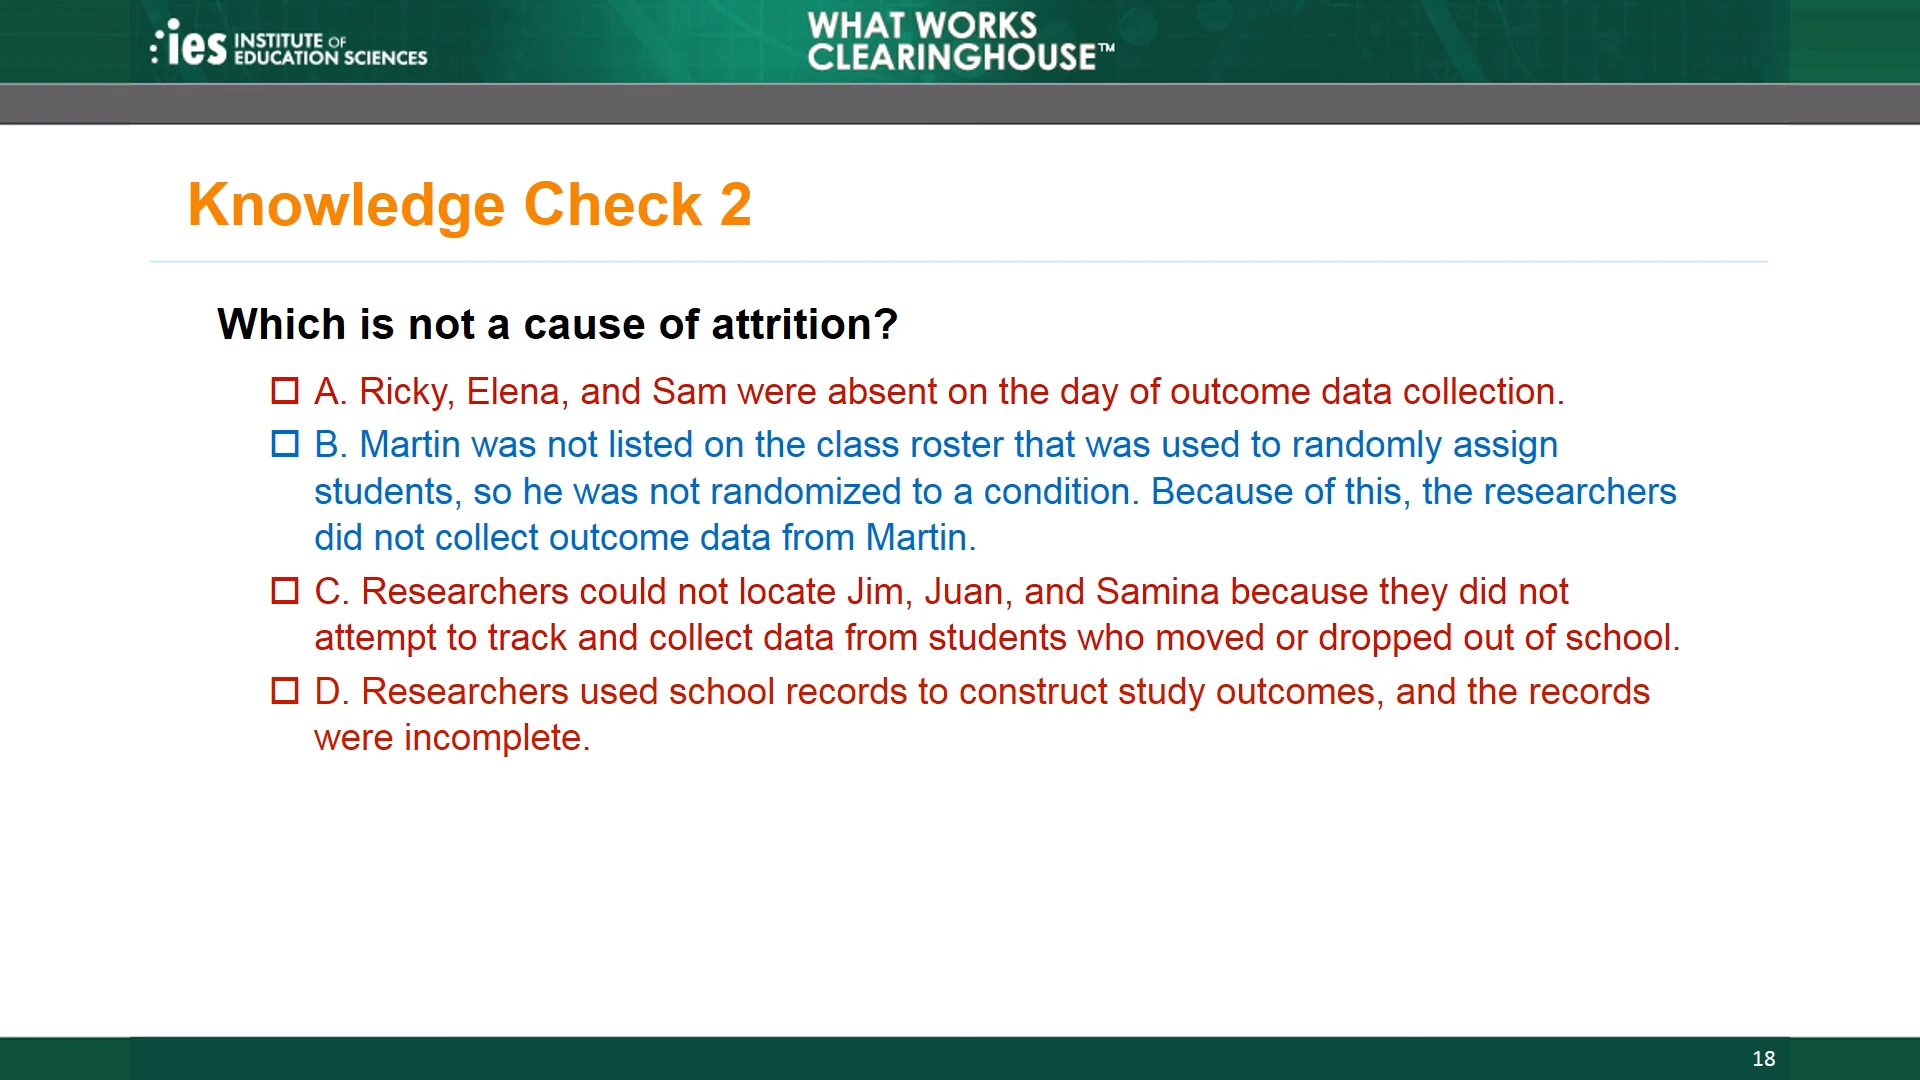 ies INSTITUTE OF
EDUCATION SCIENCES
WHAT WORKS
CLEARINGHOUSE™
Knowledge Check 2
Which is not a cause of attrition?
A. Ricky, Elena, and Sam were absent on the day of outcome data collection.
B. Martin was not listed on the class roster that was used to randomly assign
students, so he was not randomized to a condition. Because of this, the researchers
did not collect outcome data from Martin.
C. Researchers could not locate Jim, Juan, and Samina because they did not
attempt to track and collect data from students who moved or dropped out of school.
D. Researchers used school records to construct study outcomes, and the records
were incomplete.
18